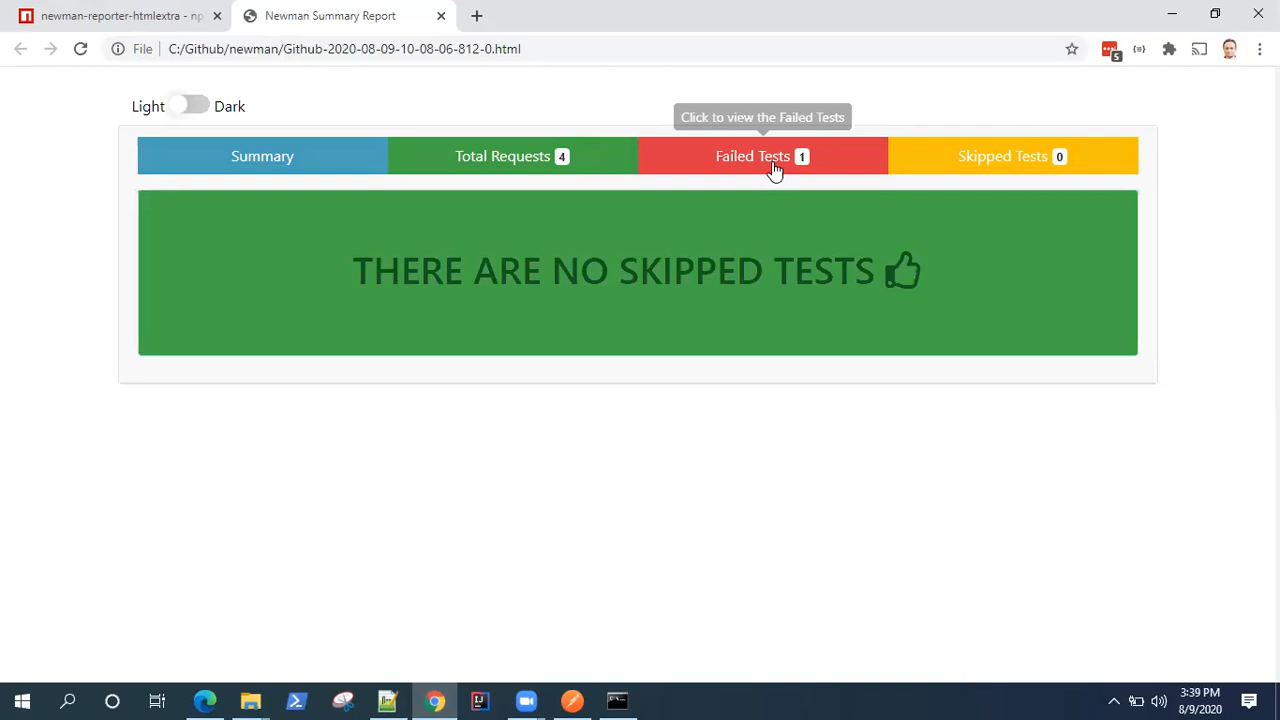 newman-reporter-htmlextra - np
Newman Summary Report
File
C:/Github/newman/Github-2020-08-09-10-08-06-812-0.html
5
Light
Dark
Click to view the Failed Tests
Summary
Total Requests 4
Failed Tests 1
Skipped Tests 0
THERE ARE NO SKIPPED TESTS
3:39 PM
8/9/2020